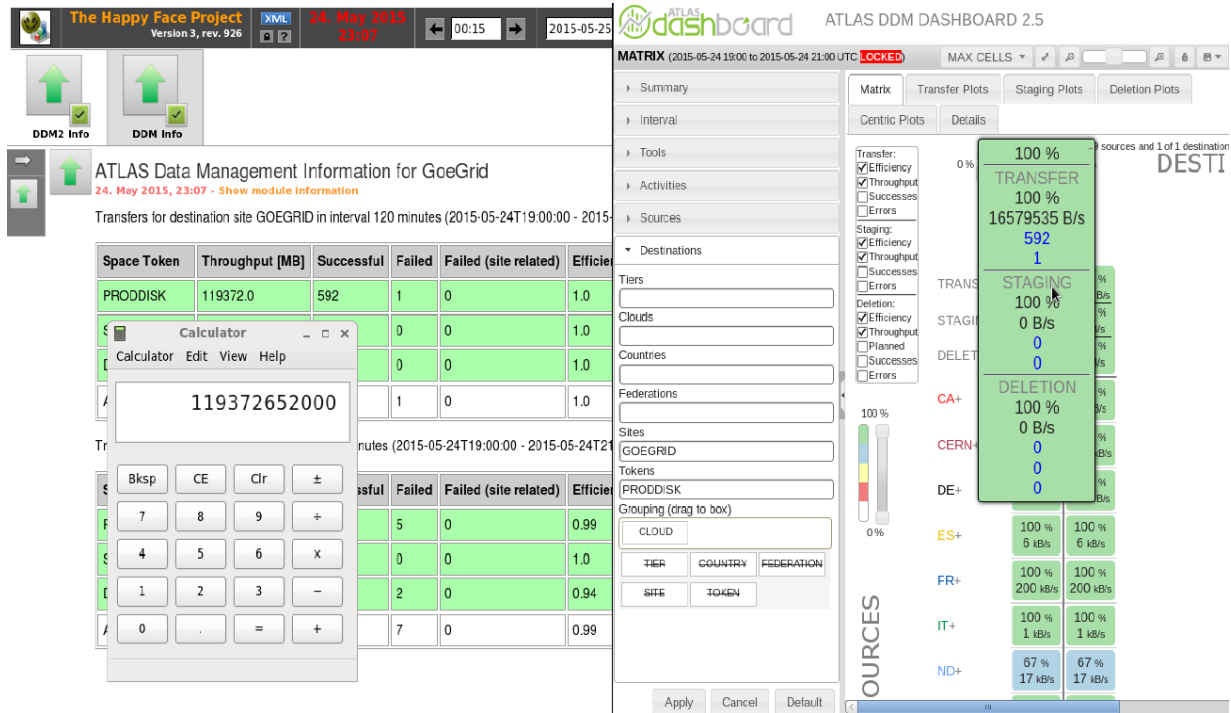 The Happy Face Project
Version 3, rev. 926
XML
24. May 2015
23:07
00:15
2015-05-25
DDM2 Info
DDM Info
ATLAS Data Management Information for GoeGrid
24. May 2015, 23:07 - Show module information
Transfers for destination site GOEGRID in interval 120 minutes (2015-05-24T19:00:00 - 2015-
Space Token Throughput [MB] Successful Failed Failed (site related) Efficien
PRODDISK 119372.0 592 1 0 1.0
S 0 0 1.0
0 0 1.0
1 0 1.0
Calculator
Calculator Edit View Help
119372652000
Bksp CE Clr ±
7 8 9 ÷
4 5 6 x
1 2 3 −
0 . = +
Tr nutes (2015-05-24T19:00:00 - 2015-05-24T21
S ssful Failed Failed (site related) Efficien
5 0 0.99
0 0 1.0
2 0 0.94
7 0 0.99
ATLAS
dashboard
ATLAS DDM DASHBOARD 2.5
MATRIX (2015-05-24 19:00 to 2015-05-24 21:00 UTC LOCKED)
MAX CELLS
Summary
Interval
Tools
Activities
Sources
Destinations
Tiers
Clouds
Countries
Federations
Sites
GOEGRID
Tokens
PRODDISK
Grouping (drag to box)
CLOUD
TIER COUNTRY FEDERATION
SITE TOKEN
Apply Cancel Default
Matrix Transfer Plots Staging Plots Deletion Plots
Centric Plots Details
Transfer:
Efficiency
Throughput
Successes
Errors
Staging:
Efficiency
Throughput
Successes
Errors
Deletion:
Efficiency
Throughput
Planned
Successes
Errors
100 %
0%
0 %
sources and 1 of 1 destination
DESTI
100 %
TRANSFER
100 %
16579535 B/s
592
1
STAGING
100 %
0 B/s
0
0
DELETION
100 %
0 B/s
0
0
0
TRANS
STAGI
DELET
CA+
CERN+
DE+
ES+ 100 % 100 %
6 kB/s 6 kB/s
FR+ 100 % 100 %
200 kB/s 200 kB/s
IT+ 100 % 100 %
1 kB/s 1 kB/s
ND+ 67 % 67 %
17 kB/s 17 kB/s
OURCES